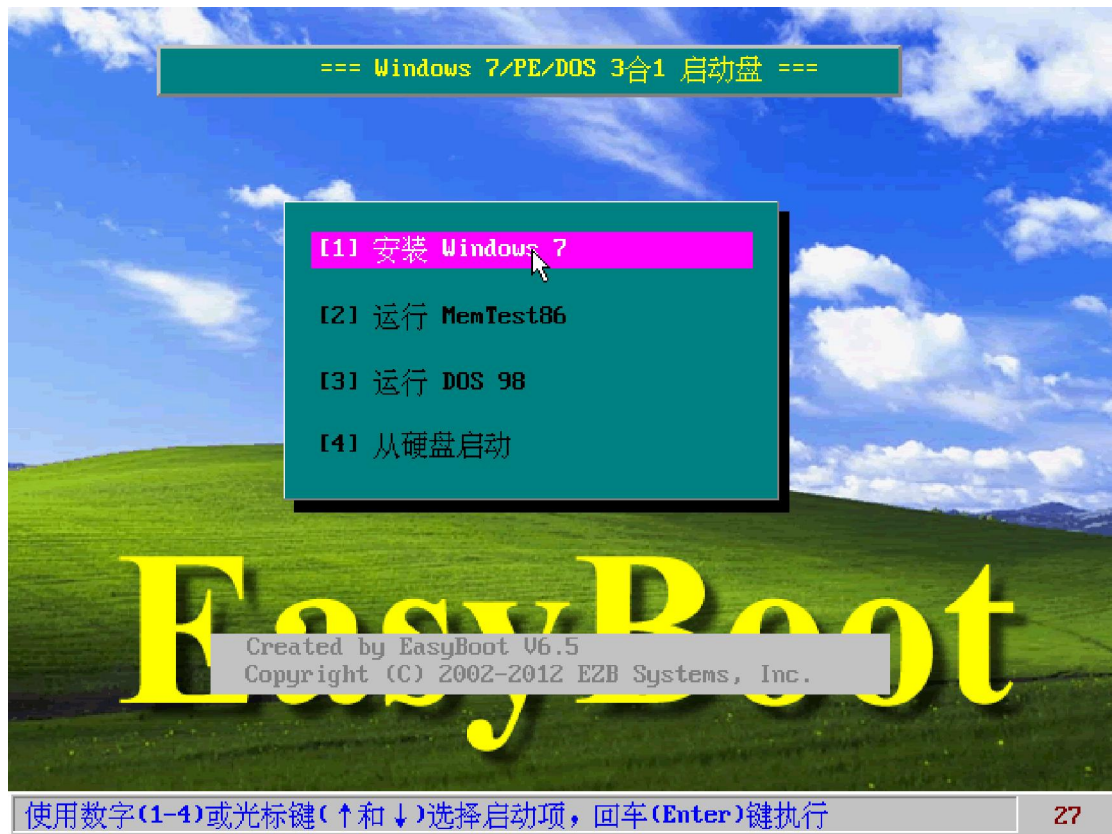 === Windows 7/PE/DOS 3合1 启动盘 ===
[1] 安装 Windows 7
[2] 运行 MemTest86
[3] 运行 DOS 98
[4] 从硬盘启动
EasyBoot
Created by EasyBoot V6.5
Copyright (C) 2002-2012 EZB Systems, Inc.
使用数字(1-4)或光标键(↑和↓)选择启动项，回车(Enter)键执行 27